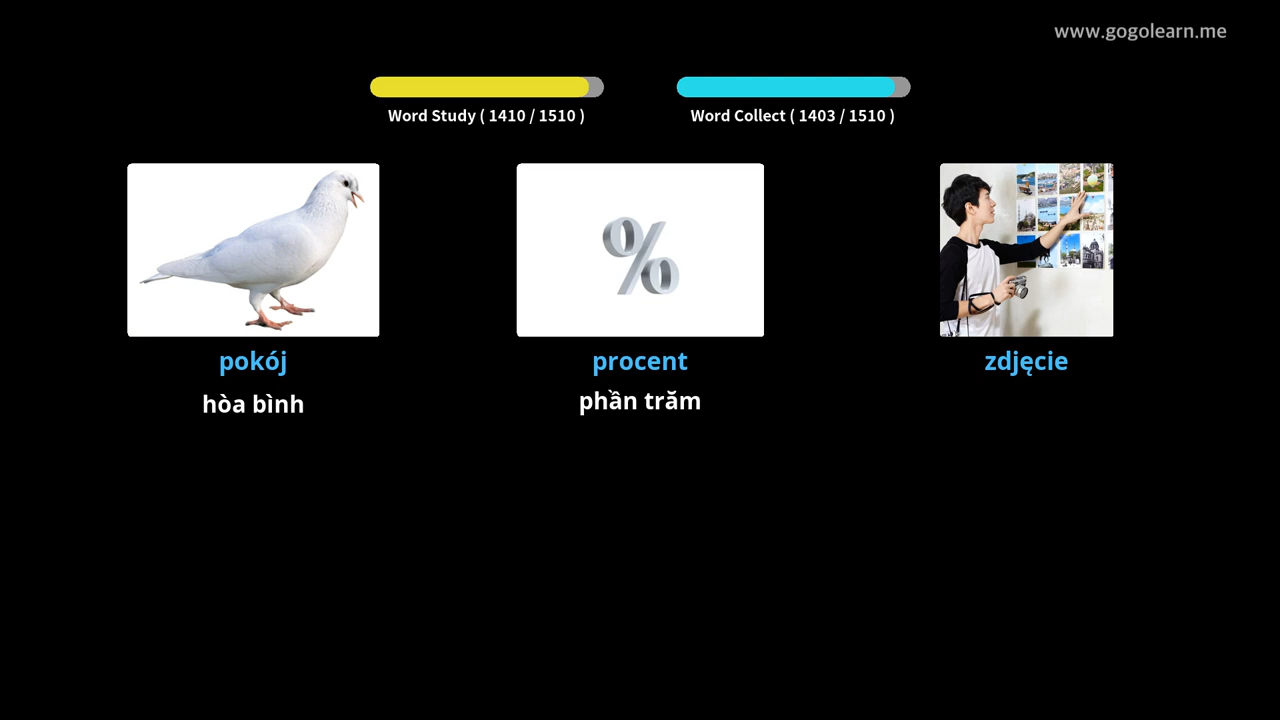 www.gogolearn.me
Word Study ( 1410 / 1510 )
Word Collect ( 1403 / 1510 )
pokój
procent
zdjęcie
hòa bình
phần trăm